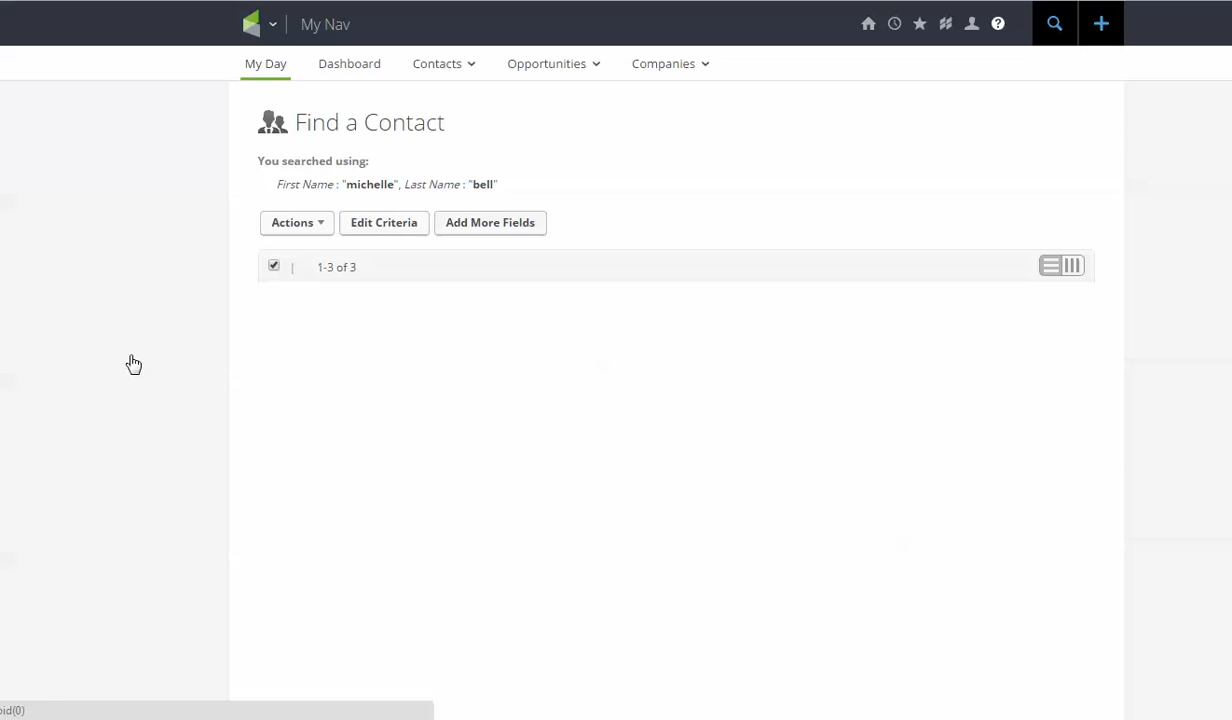 My Nav
My Day Dashboard Contacts Opportunities Companies
Find a Contact
You searched using:
First Name : "michelle", Last Name : "bell"
Actions Edit Criteria Add More Fields
| 1-3 of 3
oid(0)